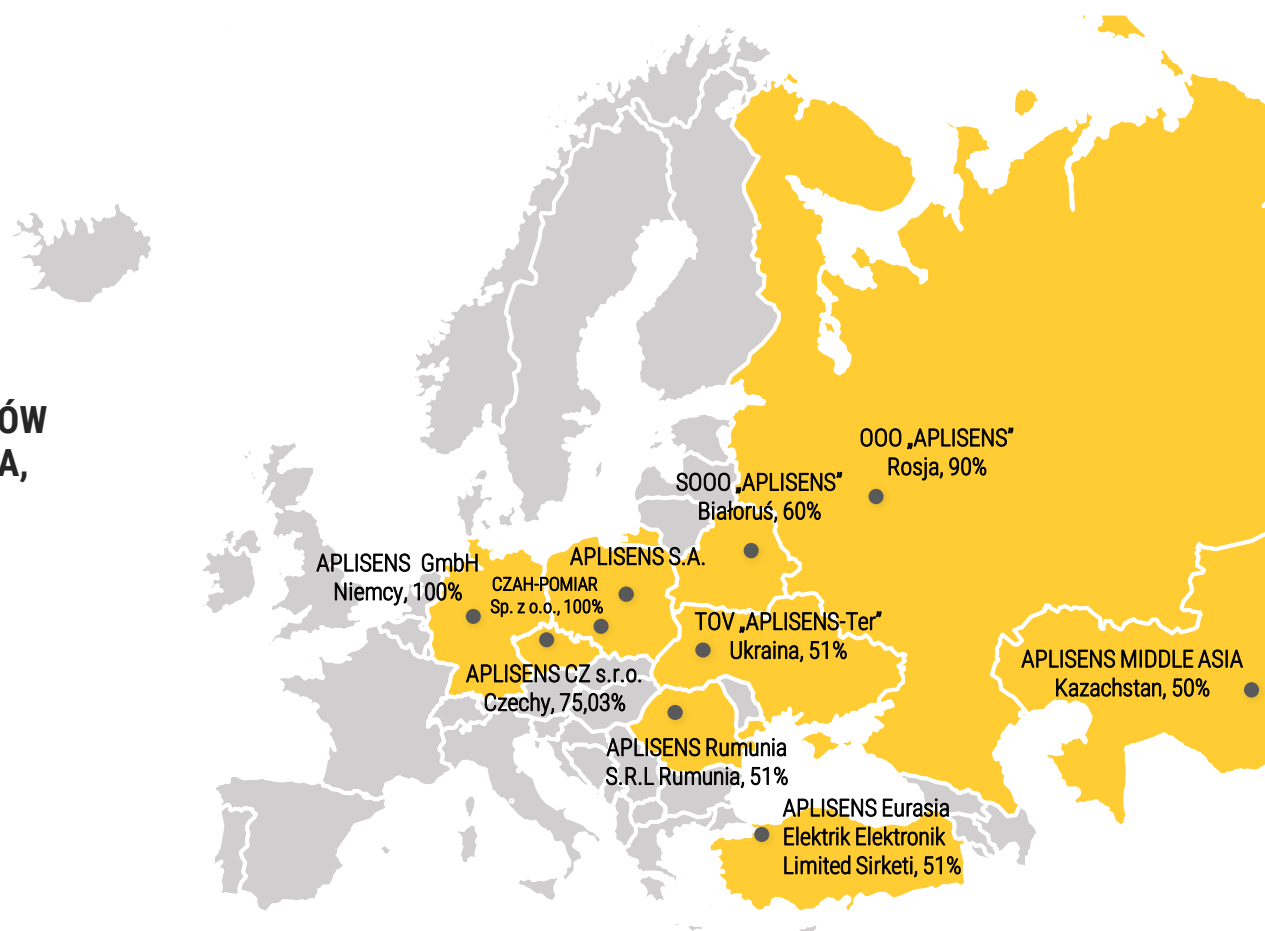 ÓW
A,
OOO „APLISENS”
Rosja, 90%
SOOO „APLISENS”
Białoruś, 60%
APLISENS GmbH
Niemcy, 100%
APLISENS S.A.
CZAH-POMIAR
Sp. z o.o., 100%
TOV „APLISENS-Ter”
Ukraina, 51%
APLISENS MIDDLE ASIA
Kazachstan, 50%
APLISENS CZ s.r.o.
Czechy, 75,03%
APLISENS Rumunia
S.R.L Rumunia, 51%
APLISENS Eurasia
Elektrik Elektronik
Limited Sirketi, 51%